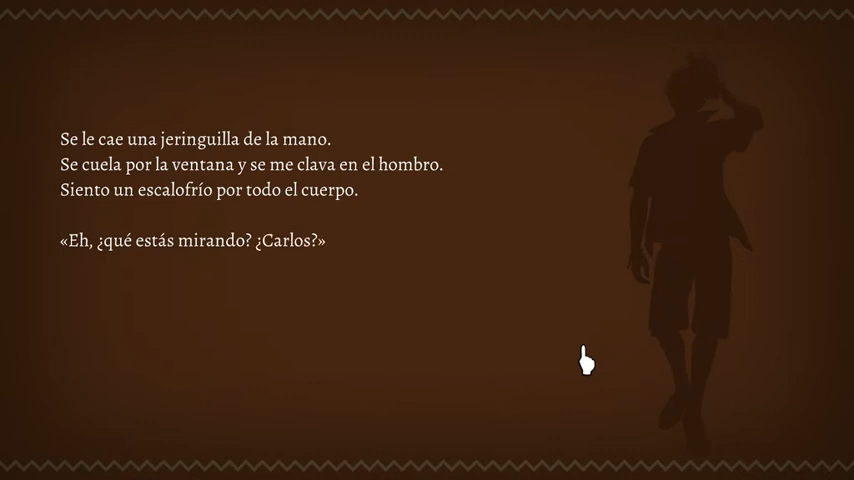 Se le cae una jeringuilla de la mano.
Se cuela por la ventana y se me clava en el hombro.
Siento un escalofrío por todo el cuerpo.
«Eh, ¿qué estás mirando? ¿Carlos?»